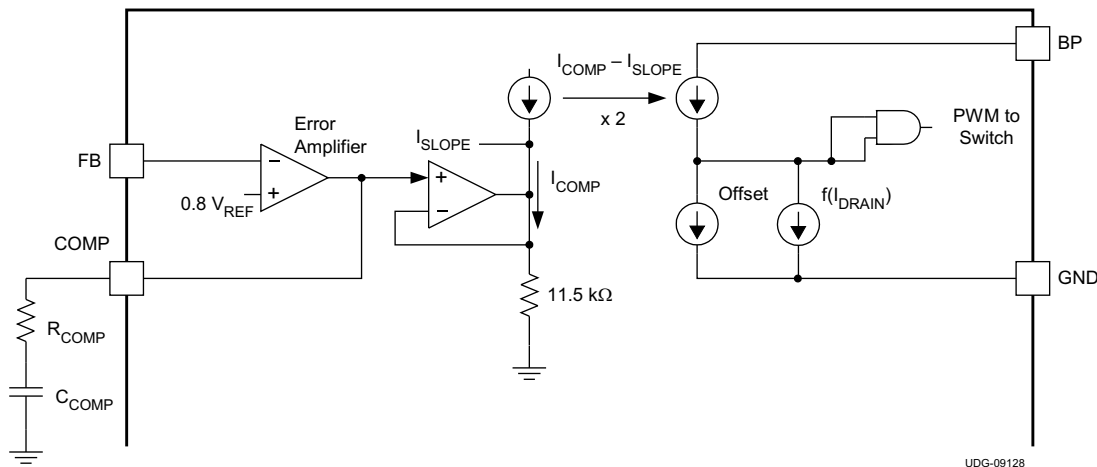 BP
I_COMP – I_SLOPE
x 2
PWM to
Switch
Error
Amplifier
FB
−
+
0.8 V_REF
I_SLOPE
+
−
I_COMP
Offset
f(I_DRAIN)
COMP
GND
11.5 kΩ
R_COMP
C_COMP
UDG-09128